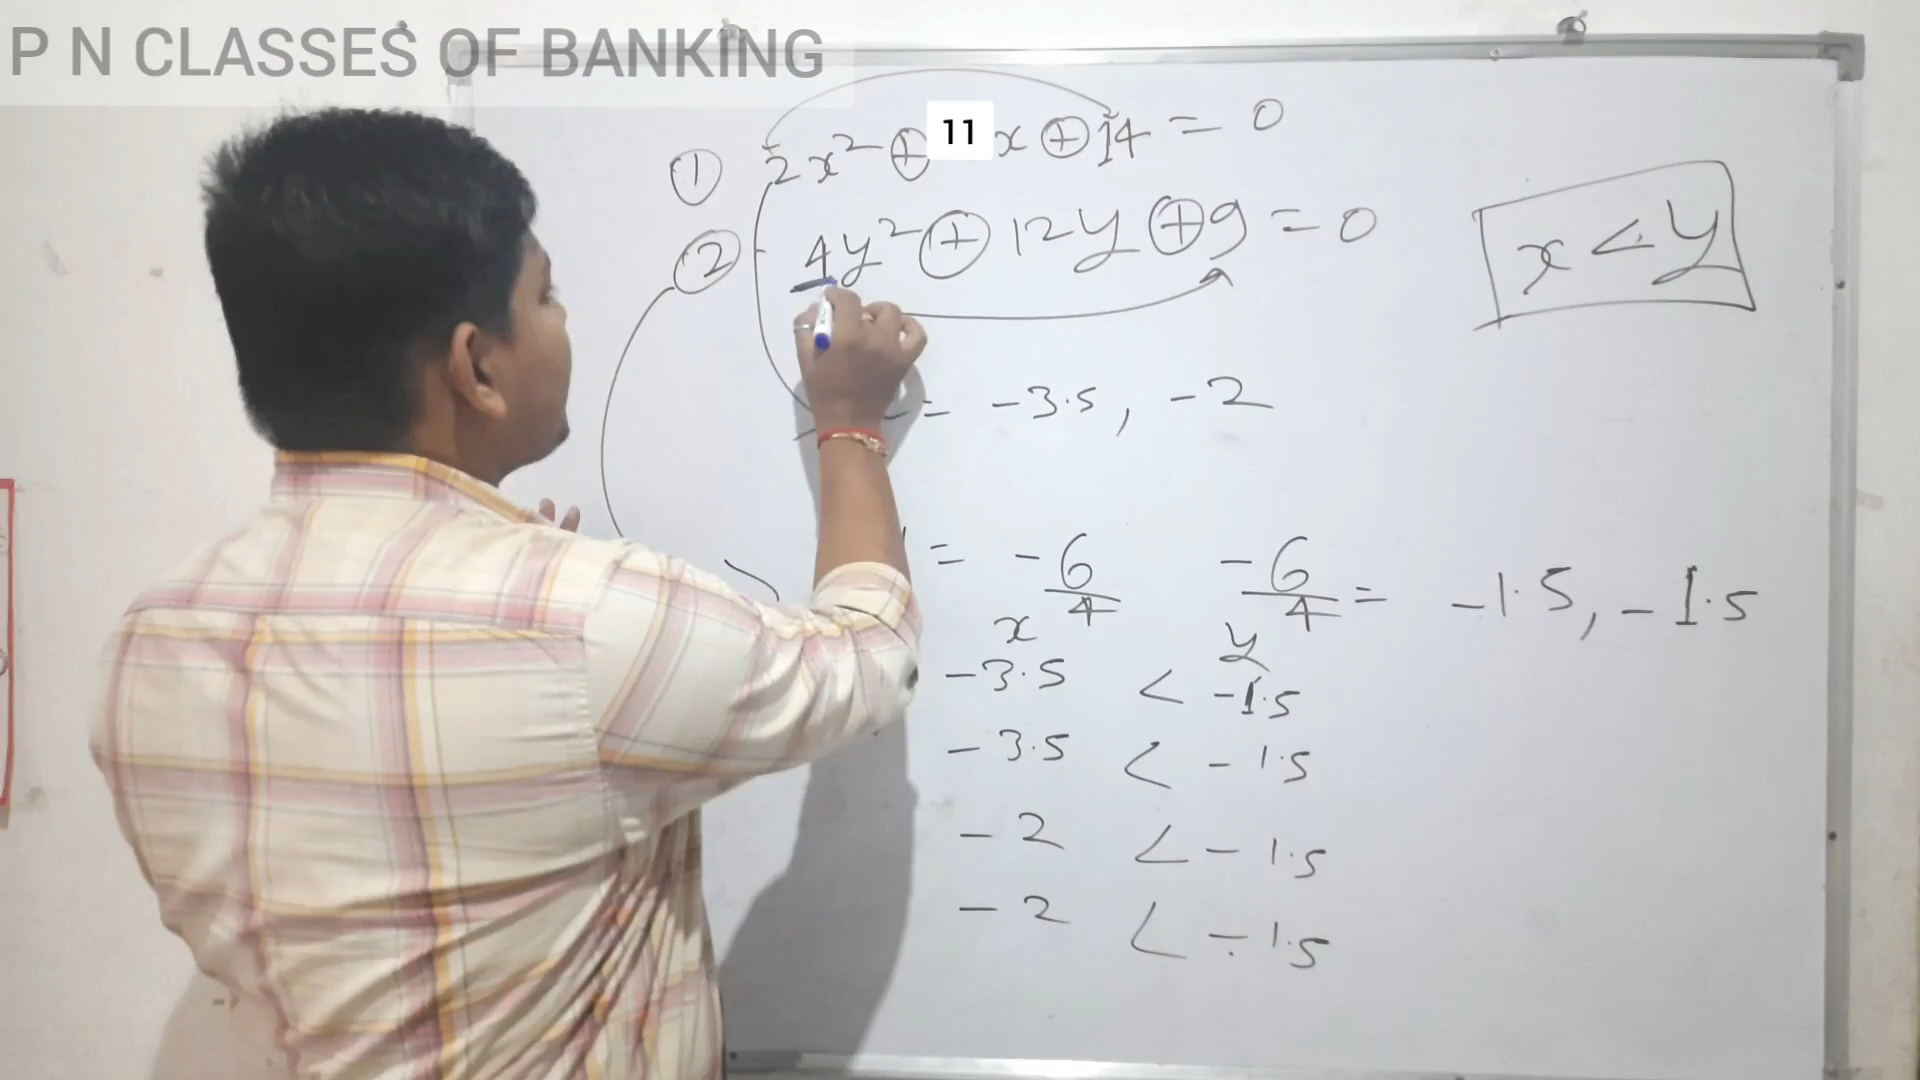 P N CLASSES OF BANKING
① 2x² ⊕ 11 x ⊕ 14 = 0
② 4y² ⊕ 12y ⊕ 9 = 0
x < y
= -3.5, -2
= -6/4 -6/4 = -1.5, -1.5
x y
-3.5 < -1.5
-3.5 < -1.5
-2 < -1.5
-2 < -1.5